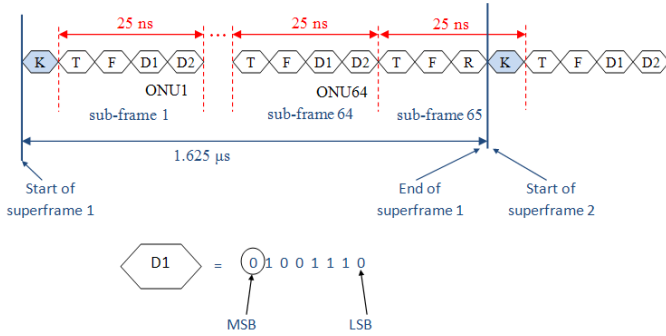 25 ns ... 25 ns 25 ns
K T F D1 D2 T F D1 D2 T F R K T F D1 D2
ONU1 ONU64
sub-frame 1 sub-frame 64 sub-frame 65
1.625 µs
Start of superframe 1
End of superframe 1
Start of superframe 2
D1 = 0 1 0 0 1 1 1 0
MSB LSB